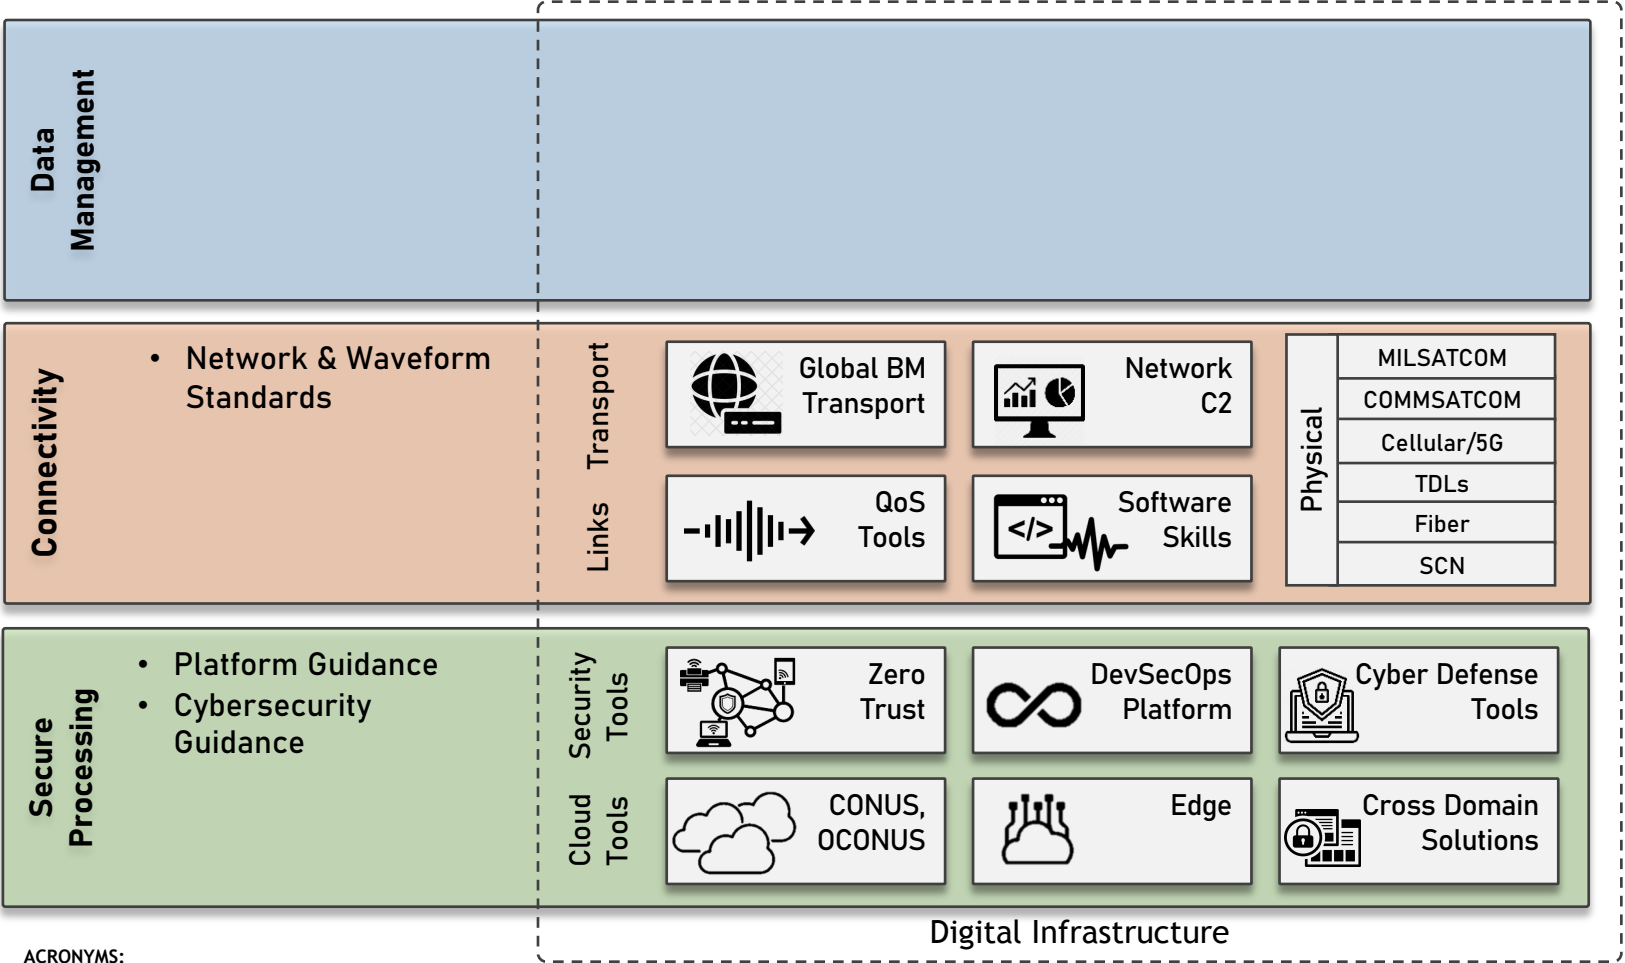 Data
Management
Connectivity
• Network & Waveform
Standards
Transport
Links
Global BM
Transport
Network
C2
QoS
Tools
</>
Software
Skills
Physical
MILSATCOM
COMMSATCOM
Cellular/5G
TDLs
Fiber
SCN
Secure
Processing
• Platform Guidance
• Cybersecurity
Guidance
Security
Tools
Cloud
Tools
Zero
Trust
DevSecOps
Platform
Cyber Defense
Tools
CONUS,
OCONUS
Edge
Cross Domain
Solutions
Digital Infrastructure
ACRONYMS: